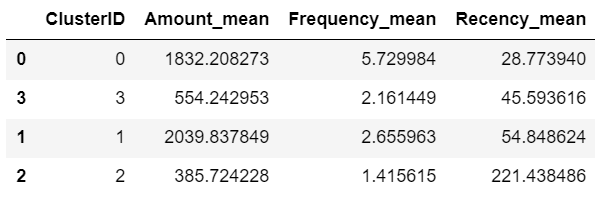 ClusterID Amount_mean Frequency_mean Recency_mean
0 0 1832.208273 5.729984 28.773940
3 3 554.242953 2.161449 45.593616
1 1 2039.837849 2.655963 54.848624
2 2 385.724228 1.415615 221.438486